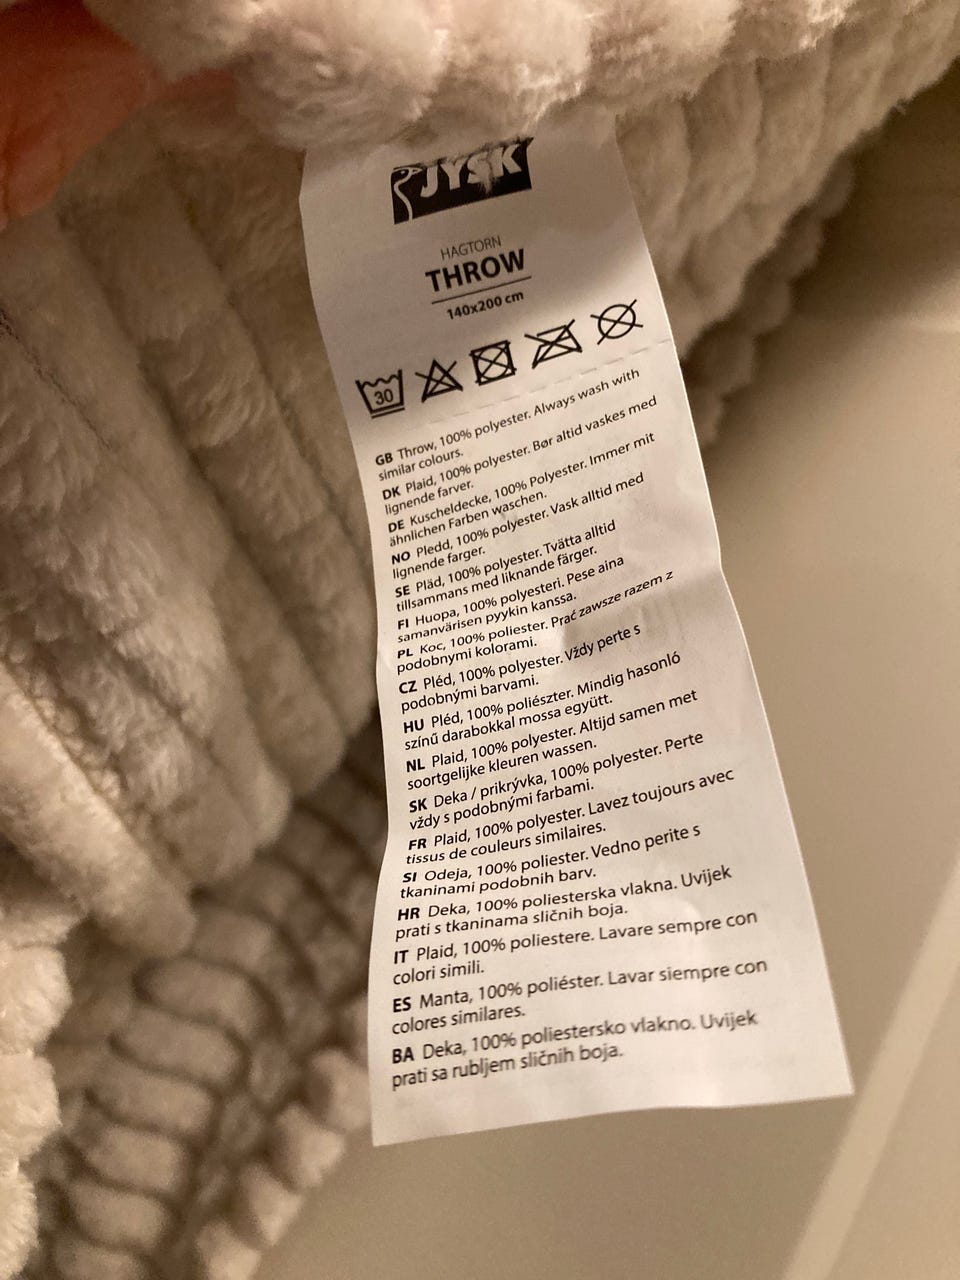 JYSK
HAGTORN
THROW
140x200 cm
30
GB Throw, 100% polyester. Always wash with
similar colours.
DK Plaid, 100% polyester. Bør altid vaskes med
lignende farver.
DE Kuscheldecke, 100% Polyester. Immer mit
ähnlichen Farben waschen.
NO Pledd, 100% polyester. Vask alltid med
lignende farger.
SE Pläd, 100% polyester. Tvätta alltid
tillsammans med liknande färger.
FI Huopa, 100% polyesteri. Pese aina
samanvärisen pyykin kanssa.
PL Koc, 100% poliester. Prać zawsze razem z
podobnymi kolorami.
CZ Pléd, 100% polyester. Vždy perte s
podobnými barvami.
HU Pléd, 100% poliészter. Mindig hasonló
színű darabokkal mossa együtt.
NL Plaid, 100% polyester. Altijd samen met
soortgelijke kleuren wassen.
SK Deka / prikrývka, 100% polyester. Perte
vždy s podobnými farbami.
FR Plaid, 100% polyester. Lavez toujours avec
tissus de couleurs similaires.
SI Odeja, 100% poliester. Vedno perite s
tkaninami podobnih barv.
HR Deka, 100% poliesterska vlakna. Uvijek
prati s tkaninama sličnih boja.
IT Plaid, 100% poliestere. Lavare sempre con
colori simili.
ES Manta, 100% poliéster. Lavar siempre con
colores similares.
BA Deka, 100% poliestersko vlakno. Uvijek
prati sa rubljem sličnih boja.